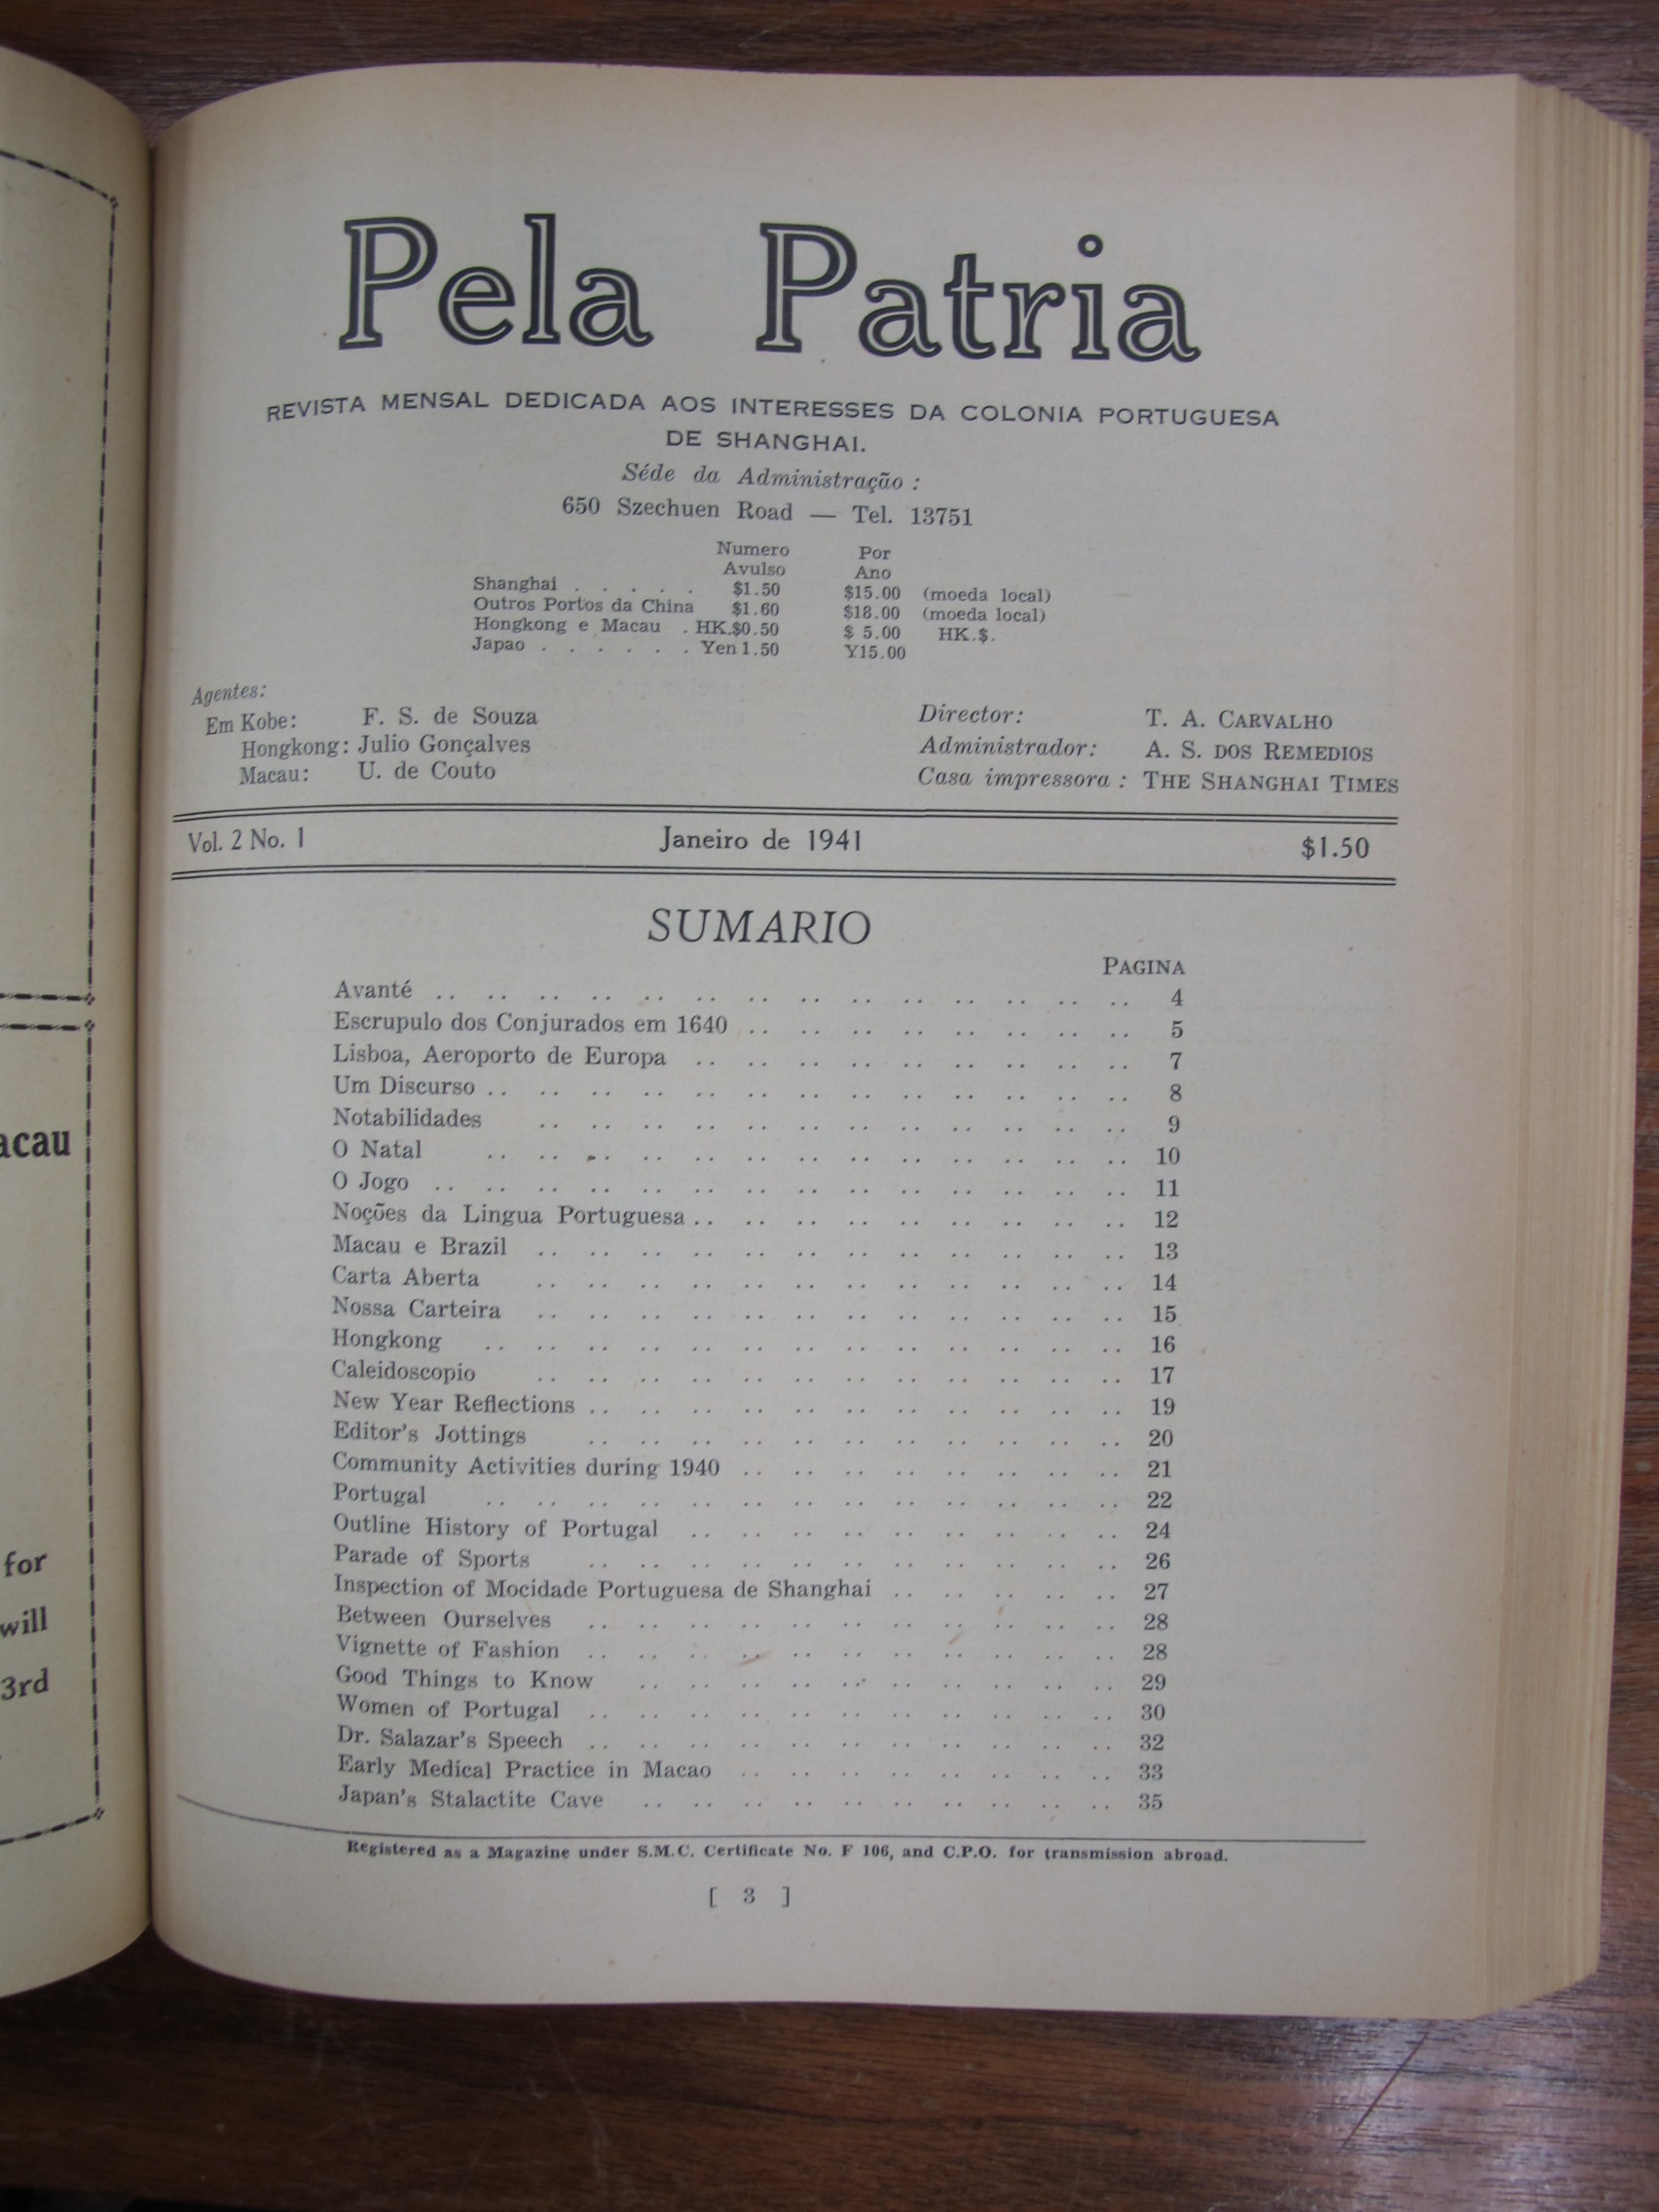 acau
for
will
3rd
Pela Patria
REVISTA MENSAL DEDICADA AOS INTERESSES DA COLONIA PORTUGUESA
DE SHANGHAI.
Séde da Administração :
650 Szechuen Road — Tel. 13751
Numero Por
Avulso Ano
Shanghai . . . . . $1.50 $15.00 (moeda local)
Outros Portos da China $1.60 $18.00 (moeda local)
Hongkong e Macau . HK.$0.50 $ 5.00 HK.$.
Japao . . . . . . Yen 1.50 Y15.00
Agentes:
Em Kobe: F. S. de Souza
Hongkong: Julio Gonçalves
Macau: U. de Couto
Director: T. A. CARVALHO
Administrador: A. S. DOS REMEDIOS
Casa impressora : THE SHANGHAI TIMES
Vol. 2 No. 1 Janeiro de 1941 $1.50
SUMARIO
PAGINA
Avanté .. .. .. .. .. .. .. .. .. .. .. .. .. .. 4
Escrupulo dos Conjurados em 1640 .. .. .. .. .. .. .. .. 5
Lisboa, Aeroporto de Europa .. .. .. .. .. .. .. .. .. 7
Um Discurso .. .. .. .. .. .. .. .. .. .. .. .. .. 8
Notabilidades .. .. .. .. .. .. .. .. .. .. .. .. 9
O Natal .. .. .. .. .. .. .. .. .. .. .. .. .. 10
O Jogo .. .. .. .. .. .. .. .. .. .. .. .. .. .. 11
Noções da Lingua Portuguesa .. .. .. .. .. .. .. .. .. 12
Macau e Brazil .. .. .. .. .. .. .. .. .. .. .. .. 13
Carta Aberta .. .. .. .. .. .. .. .. .. .. .. .. 14
Nossa Carteira .. .. .. .. .. .. .. .. .. .. .. .. 15
Hongkong .. .. .. .. .. .. .. .. .. .. .. .. .. 16
Caleidoscopio .. .. .. .. .. .. .. .. .. .. .. .. 17
New Year Reflections .. .. .. .. .. .. .. .. .. .. .. 19
Editor's Jottings .. .. .. .. .. .. .. .. .. .. .. 20
Community Activities during 1940 .. .. .. .. .. .. .. .. 21
Portugal .. .. .. .. .. .. .. .. .. .. .. .. .. 22
Outline History of Portugal .. .. .. .. .. .. .. .. .. 24
Parade of Sports .. .. .. .. .. .. .. .. .. .. .. 26
Inspection of Mocidade Portuguesa de Shanghai .. .. .. .. .. 27
Between Ourselves .. .. .. .. .. .. .. .. .. .. .. 28
Vignette of Fashion .. .. .. .. .. .. .. .. .. .. .. 28
Good Things to Know .. .. .. .. .. .. .. .. .. .. 29
Women of Portugal .. .. .. .. .. .. .. .. .. .. .. 30
Dr. Salazar's Speech .. .. .. .. .. .. .. .. .. .. .. 32
Early Medical Practice in Macao .. .. .. .. .. .. .. .. 33
Japan's Stalactite Cave .. .. .. .. .. .. .. .. .. .. 35
Registered as a Magazine under S.M.C. Certificate No. F 106, and C.P.O. for transmission abroad.
[ 3 ]